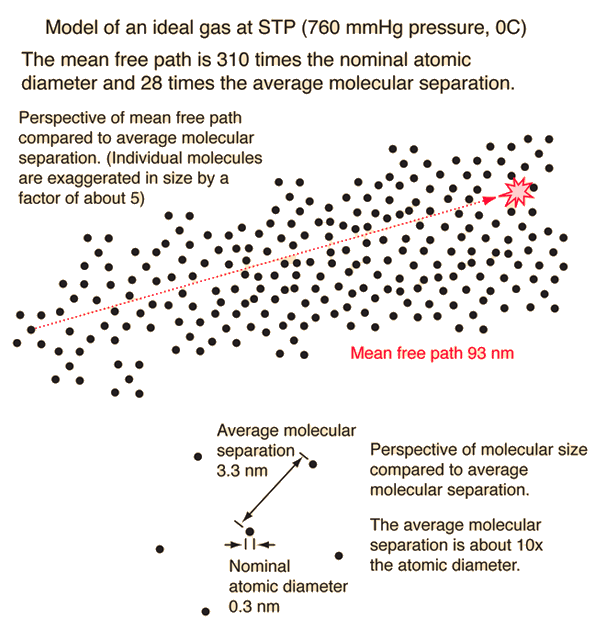 Model of an ideal gas at STP (760 mmHg pressure, 0C)
The mean free path is 310 times the nominal atomic
diameter and 28 times the average molecular separation.
Perspective of mean free path
compared to average molecular
separation. (Individual molecules
are exaggerated in size by a
factor of about 5)
Mean free path 93 nm
Average molecular
separation
3.3 nm
Perspective of molecular size
compared to average
molecular separation.
The average molecular
separation is about 10x
the atomic diameter.
Nominal
atomic diameter
0.3 nm